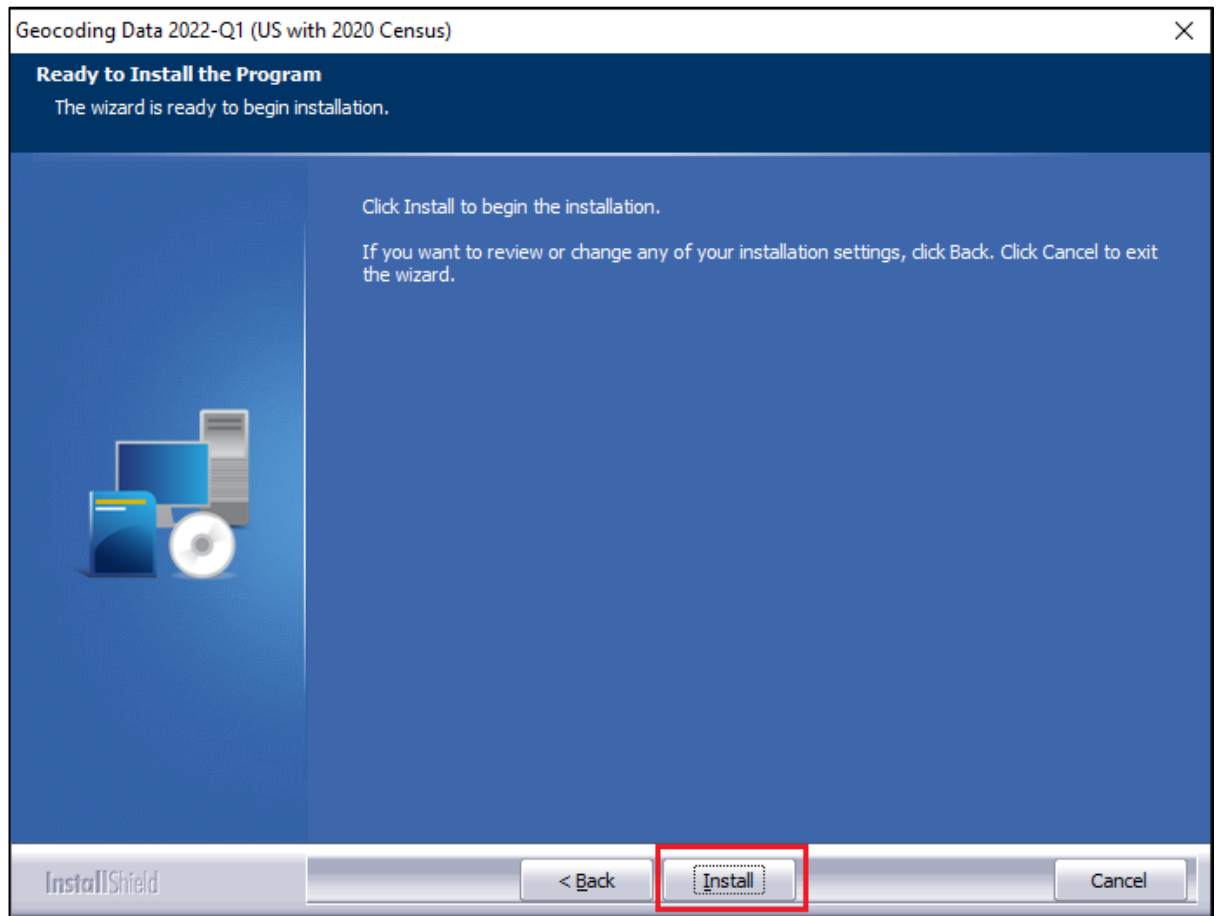 Geocoding Data 2022-Q1 (US with 2020 Census)
Ready to Install the Program
The wizard is ready to begin installation.
Click Install to begin the installation.
If you want to review or change any of your installation settings, click Back. Click Cancel to exit
the wizard.
InstallShield
< Back
Install
Cancel